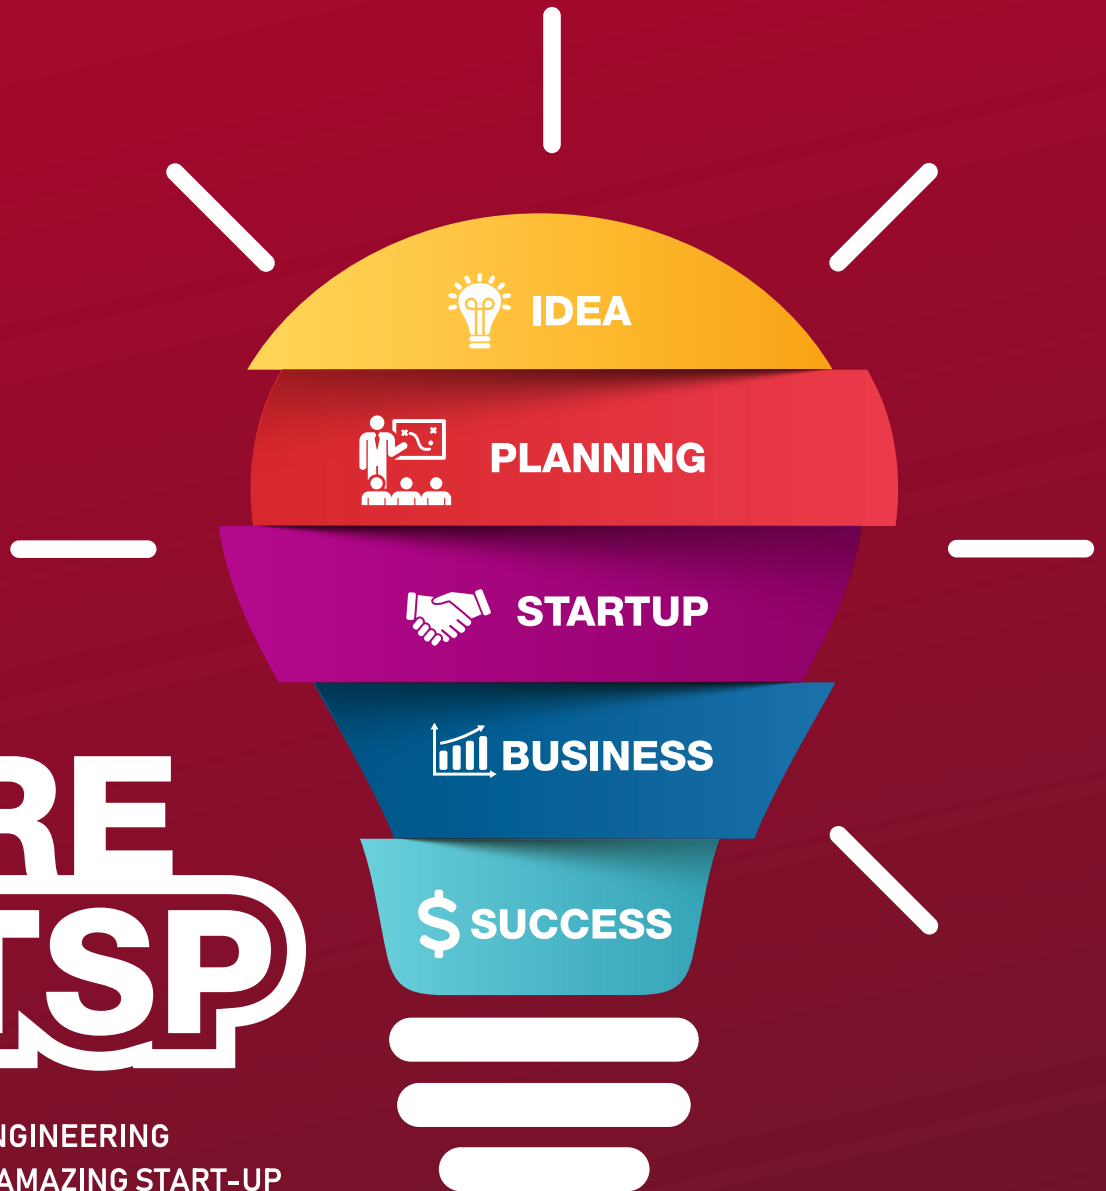 IDEA
PLANNING
STARTUP
BUSINESS
SUCCESS
RE
TSP
NGINEERING
AMAZING START-UP